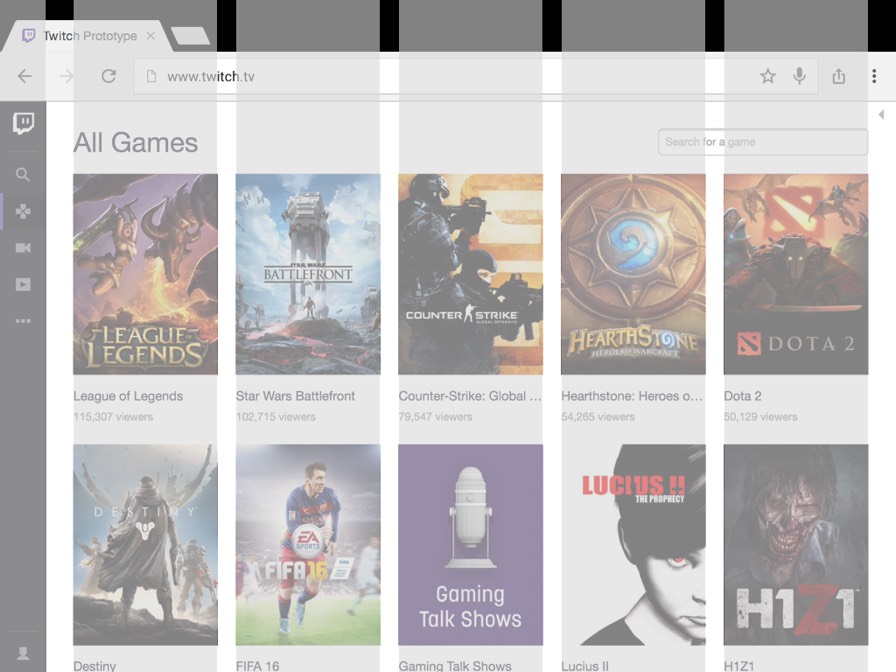 Twitch Prototype
www.twitch.tv
All Games
Search for a game
LEAGUE
LEGENDS
STAR WARS
BATTLEFRONT
COUNTER STRIKE
GLOBAL OFFENSIVE
HEARTHSTONE
HEROES OF WARCRAFT
DOTA 2
League of Legends
Star Wars Battlefront
Counter-Strike: Global ...
Hearthstone: Heroes o...
Dota 2
115,307 viewers
102,715 viewers
79,547 viewers
54,265 viewers
50,129 viewers
DESTINY
EA
SPORTS
FIFA 16
Gaming
Talk Shows
LUCIUS II
THE PROPHECY
H1Z1
Destiny
FIFA 16
Gaming Talk Shows
Lucius II
H1Z1